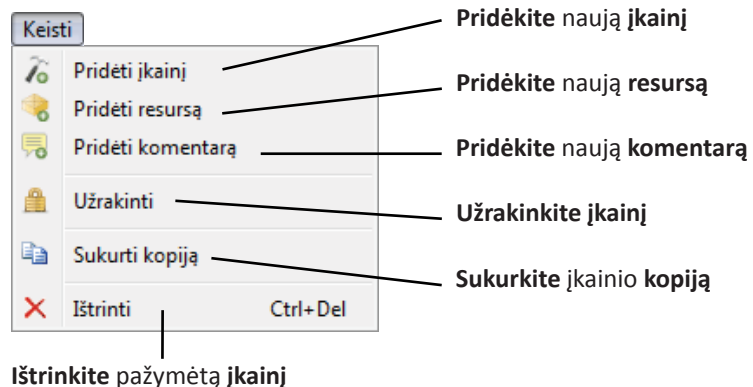 Keisti
Pridėti įkainį
Pridėti resursą
Pridėti komentarą
Užrakinti
Sukurti kopiją
Ištrinti Ctrl+Del
Pridėkite naują įkainį
Pridėkite naują resursą
Pridėkite naują komentarą
Užrakinkite įkainį
Sukurkite įkainio kopiją
Ištrinkite pažymėtą įkainį